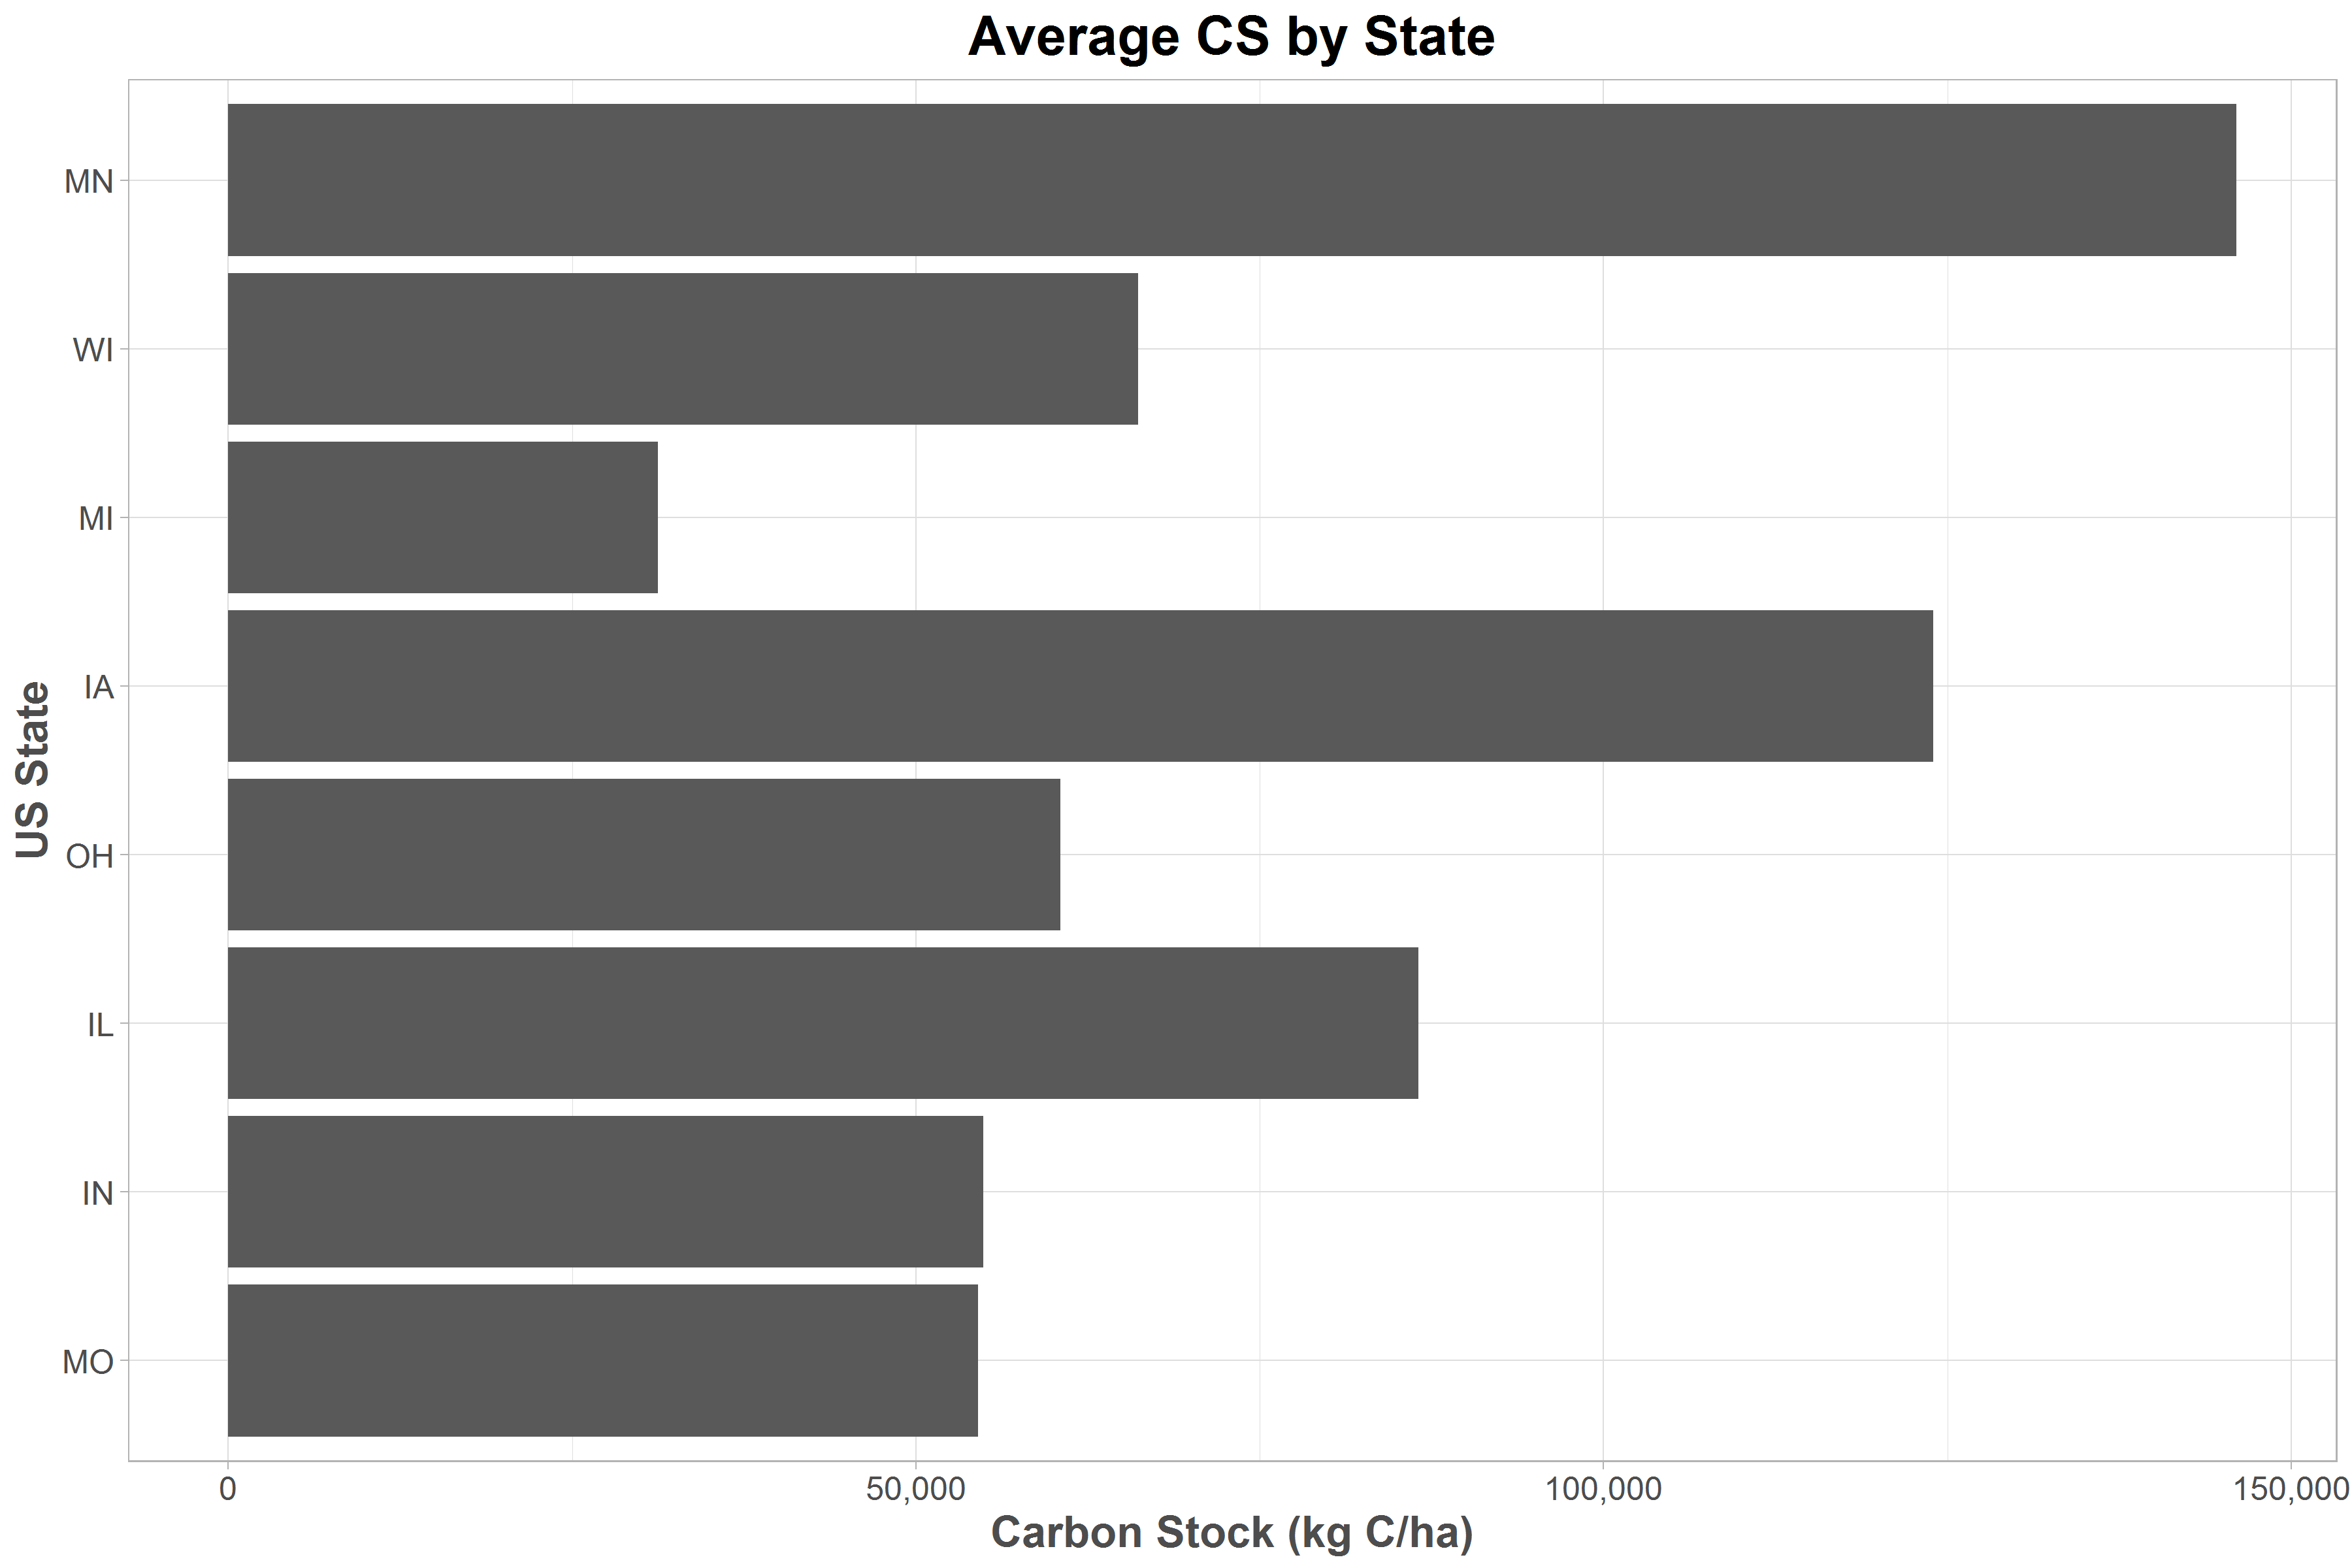 Average CS by State
US State
MN
WI
MI
IA
OH
IL
IN
MO
0 50,000 100,000 150,000
Carbon Stock (kg C/ha)